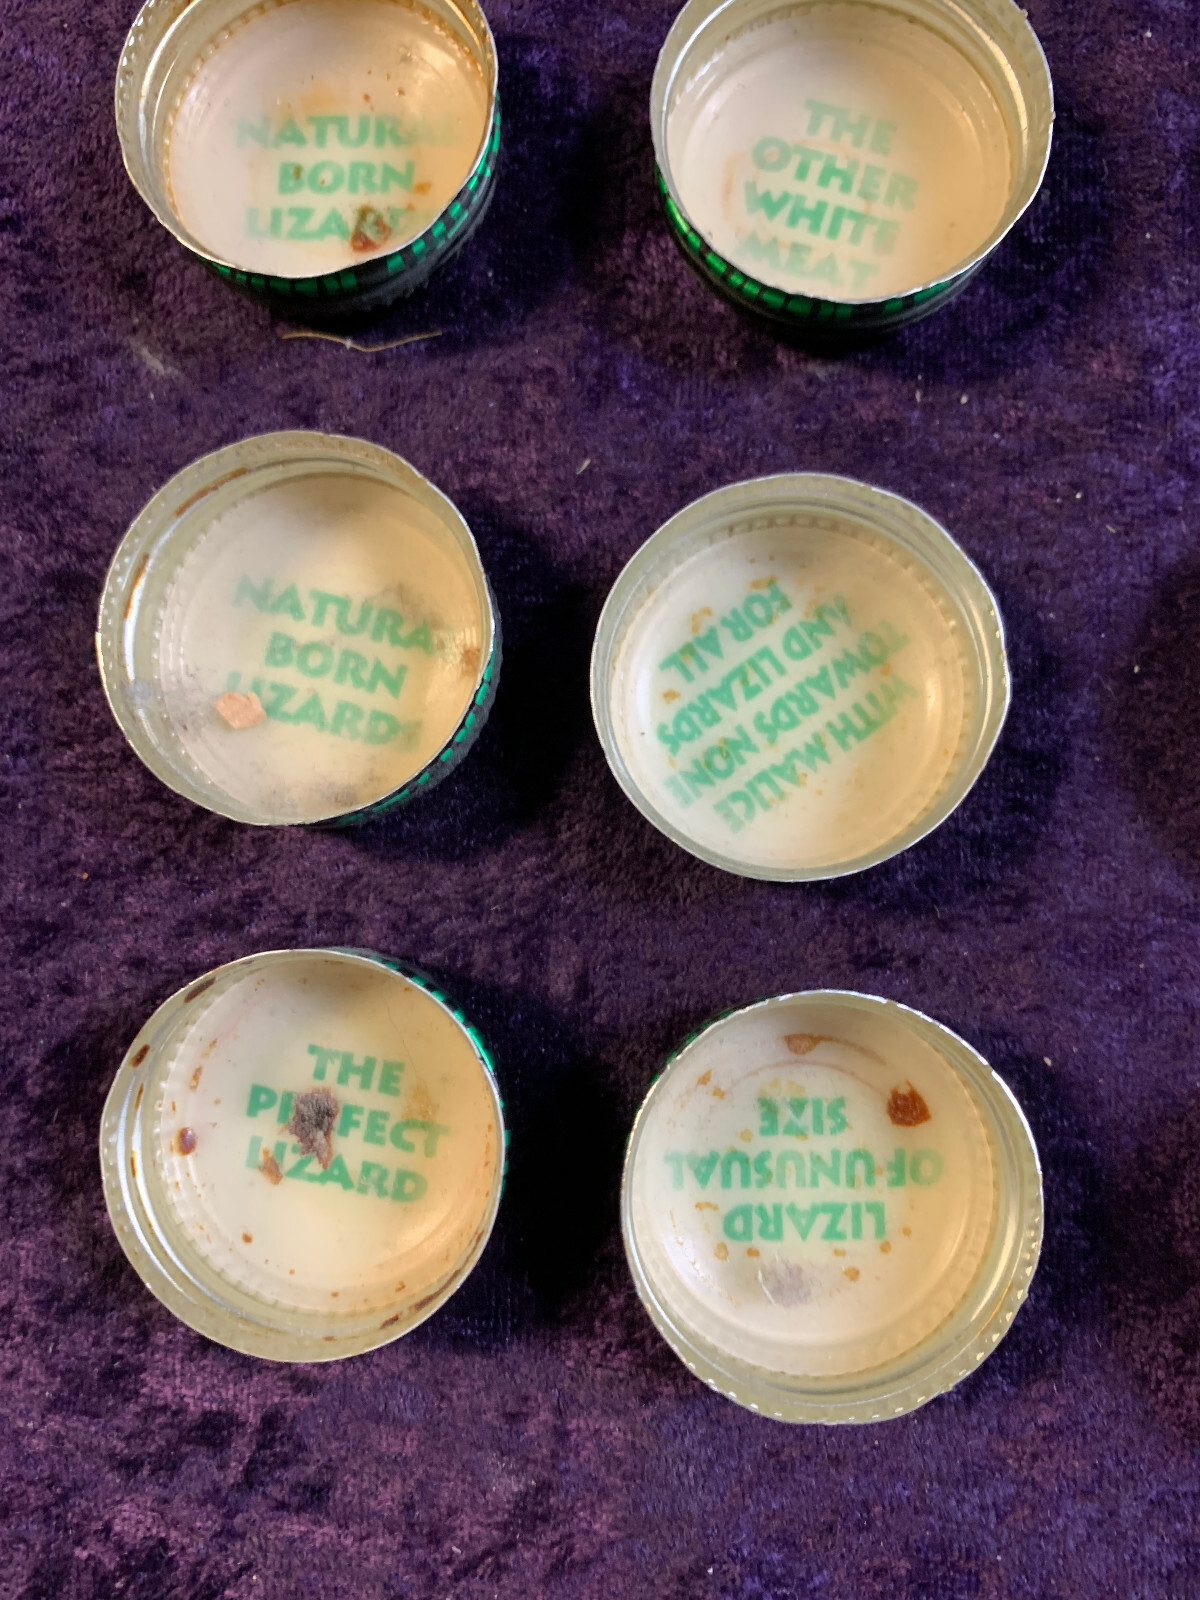 NATURAL
BORN
LIZARDS
THE
OTHER
WHITE
MEAT
NATURAL
BORN
LIZARDS
WITH MALICE
TOWARDS NONE
AND LIZARDS
FOR ALL
THE
PERFECT
LIZARD
LIZARD
OF UNUSUAL
SIZE